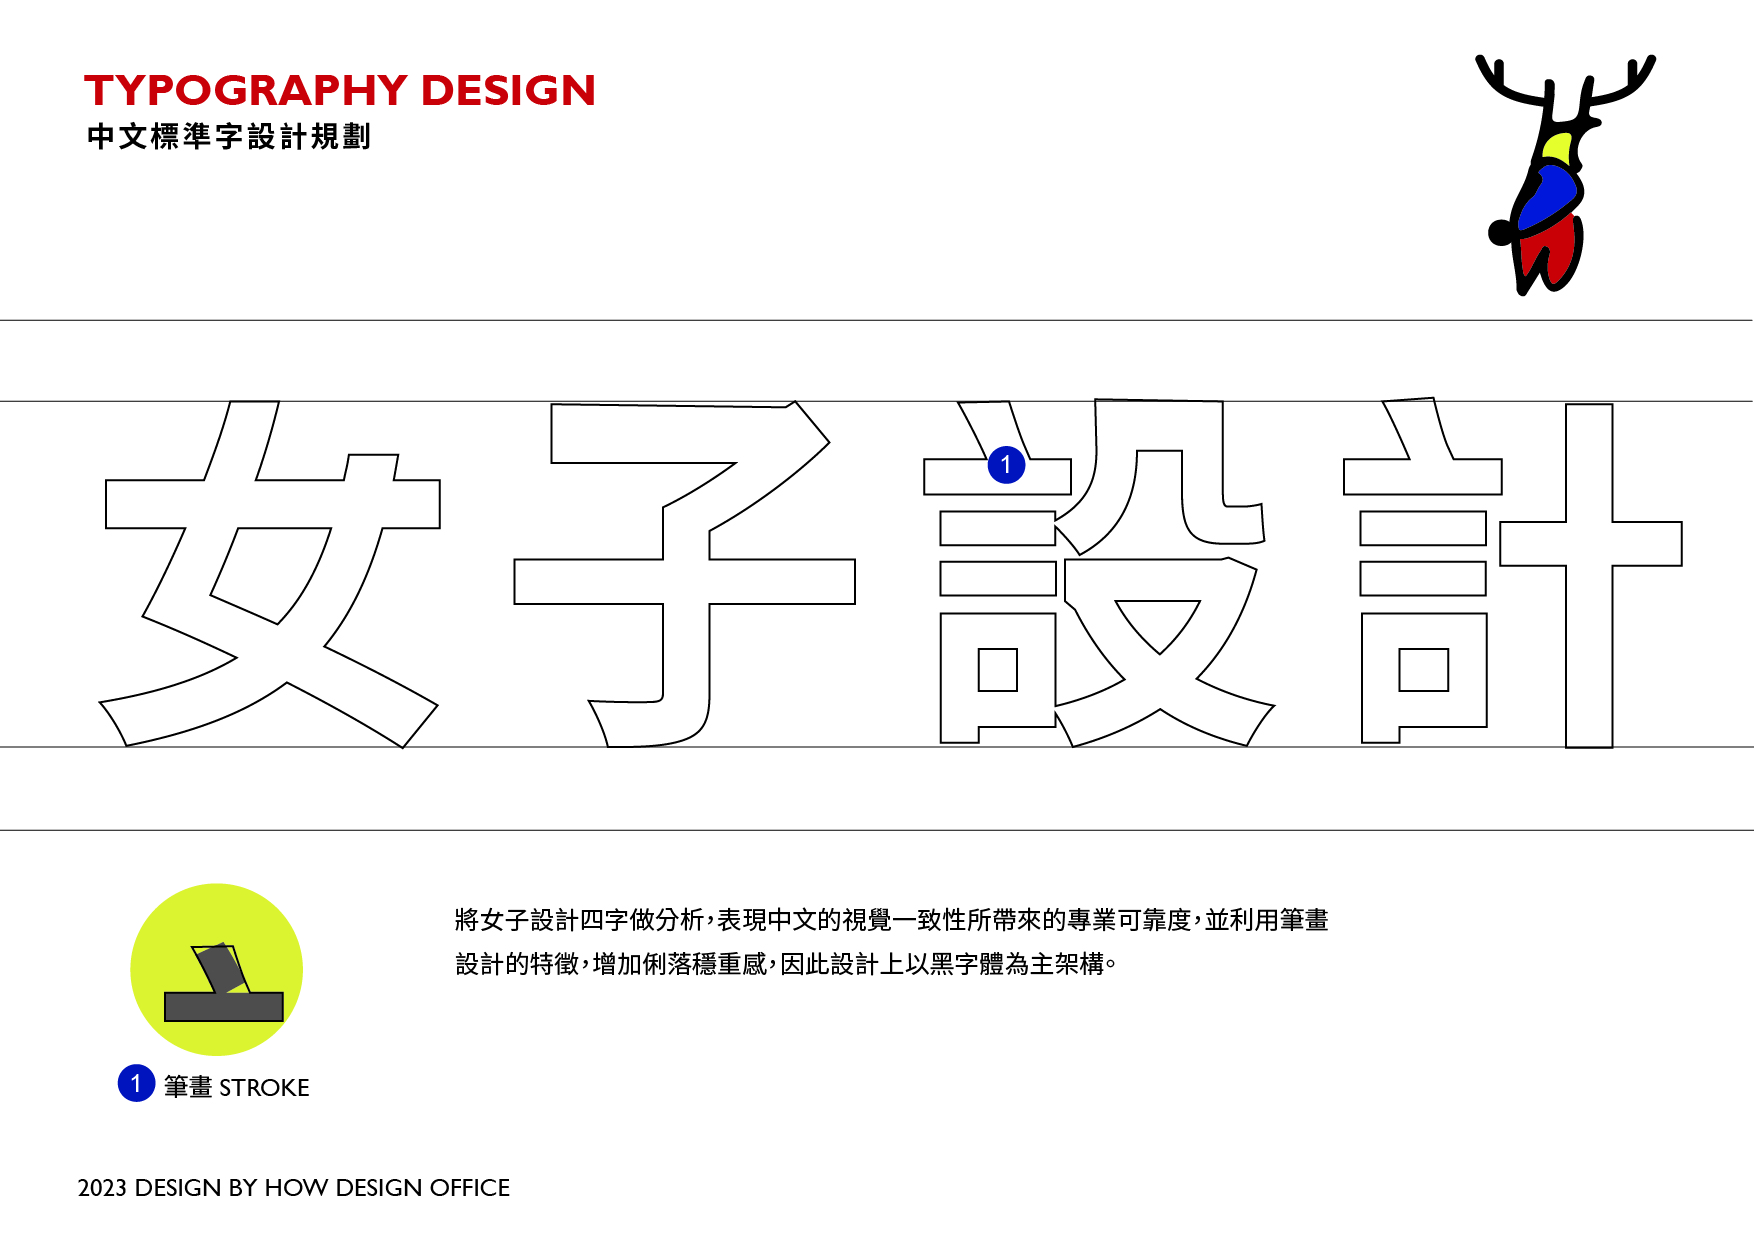 TYPOGRAPHY DESIGN
中文標準字設計規劃
女子設計
1
將女子設計四字做分析，表現中文的視覺一致性所帶來的專業可靠度，並利用筆畫
設計的特徵，增加俐落穩重感，因此設計上以黑字體為主架構。
1 筆畫 STROKE
2023 DESIGN BY HOW DESIGN OFFICE